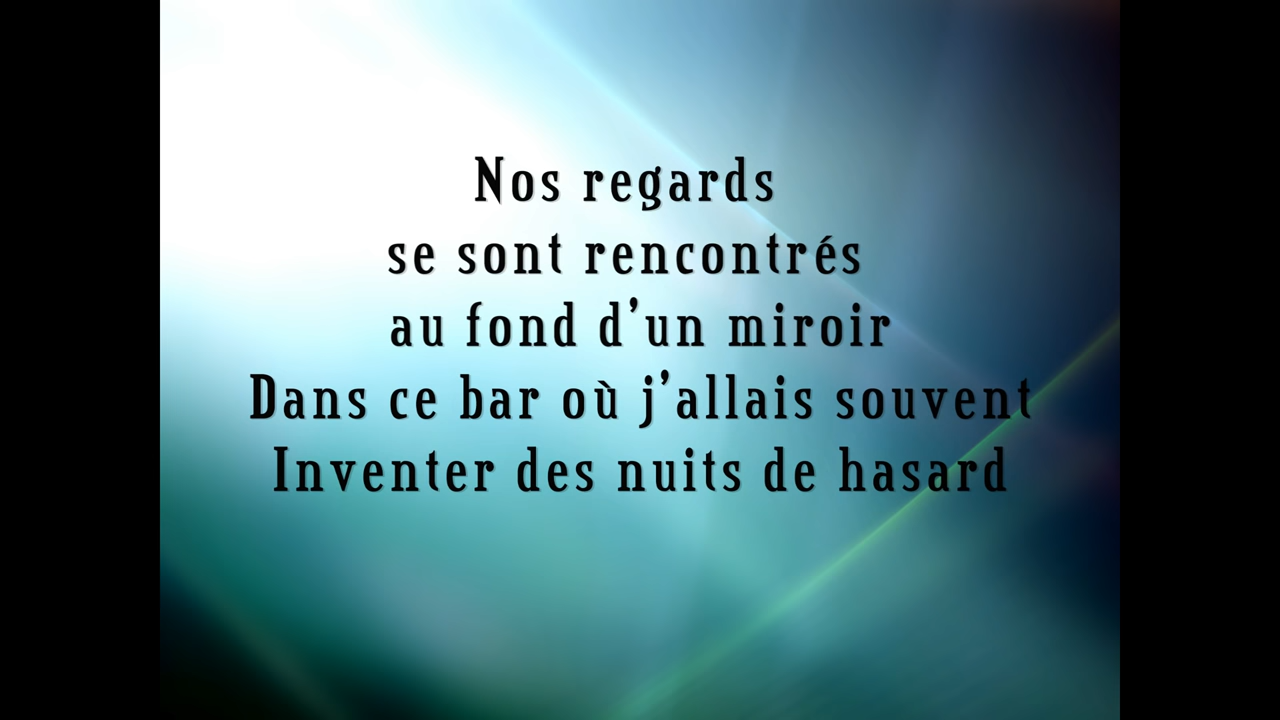 Nos regards
se sont rencontrés
au fond d'un miroir
Dans ce bar où j'allais souvent
Inventer des nuits de hasard